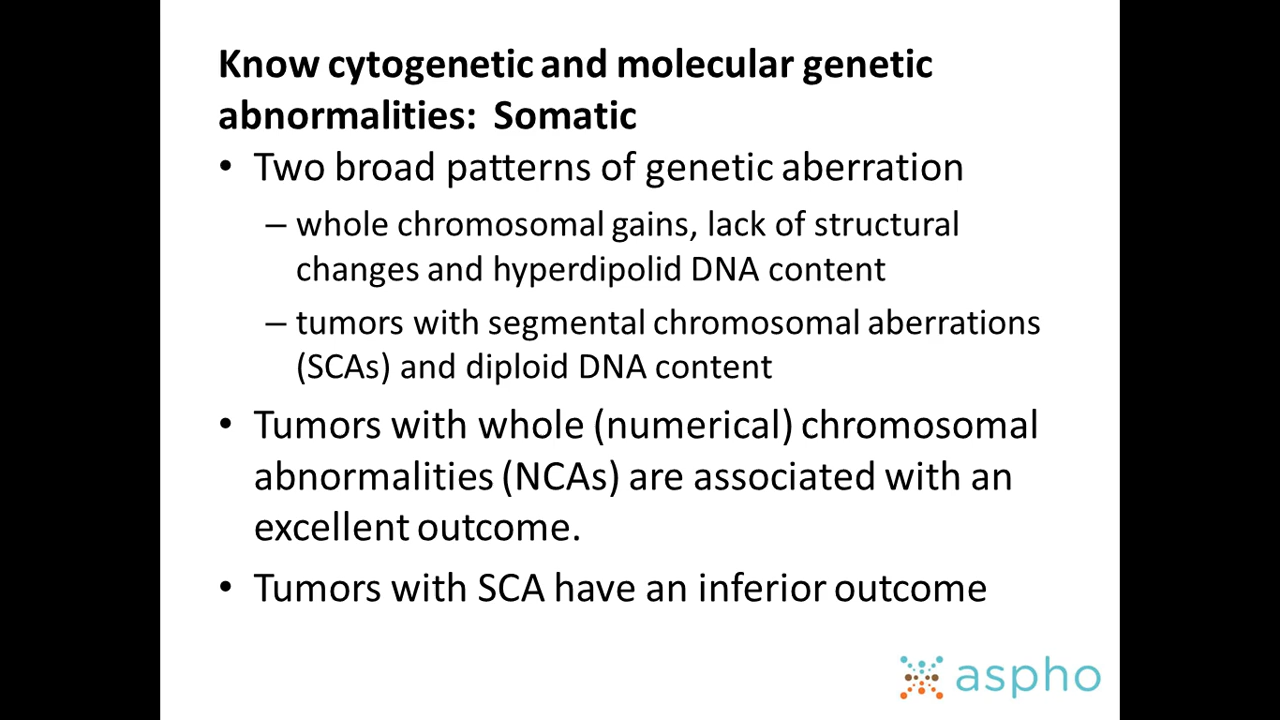 Know cytogenetic and molecular genetic
abnormalities: Somatic
• Two broad patterns of genetic aberration
– whole chromosomal gains, lack of structural
changes and hyperdipolid DNA content
– tumors with segmental chromosomal aberrations
(SCAs) and diploid DNA content
• Tumors with whole (numerical) chromosomal
abnormalities (NCAs) are associated with an
excellent outcome.
• Tumors with SCA have an inferior outcome
aspho